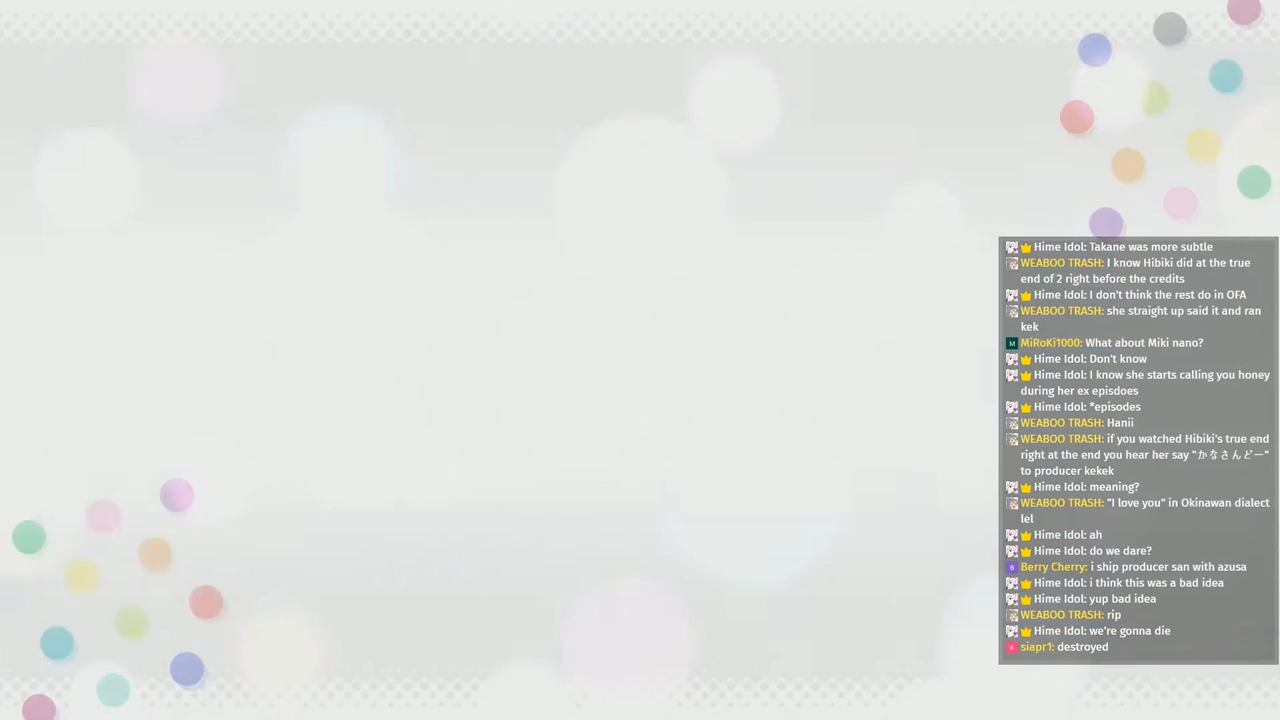 Hime Idol: Takane was more subtle
WEABOO TRASH: I know Hibiki did at the true
end of 2 right before the credits
Hime Idol: I don't think the rest do in OFA
WEABOO TRASH: she straight up said it and ran
kek
M MiRoKi1000: What about Miki nano?
Hime Idol: Don't know
Hime Idol: I know she starts calling you honey
during her ex episdoes
Hime Idol: *episodes
WEABOO TRASH: Hanii
WEABOO TRASH: if you watched Hibiki's true end
right at the end you hear her say "かなさんどー"
to producer kekek
Hime Idol: meaning?
WEABOO TRASH: "I love you" in Okinawan dialect
lel
Hime Idol: ah
Hime Idol: do we dare?
B Berry Cherry: i ship producer san with azusa
Hime Idol: i think this was a bad idea
Hime Idol: yup bad idea
WEABOO TRASH: rip
Hime Idol: we're gonna die
s siapr1: destroyed